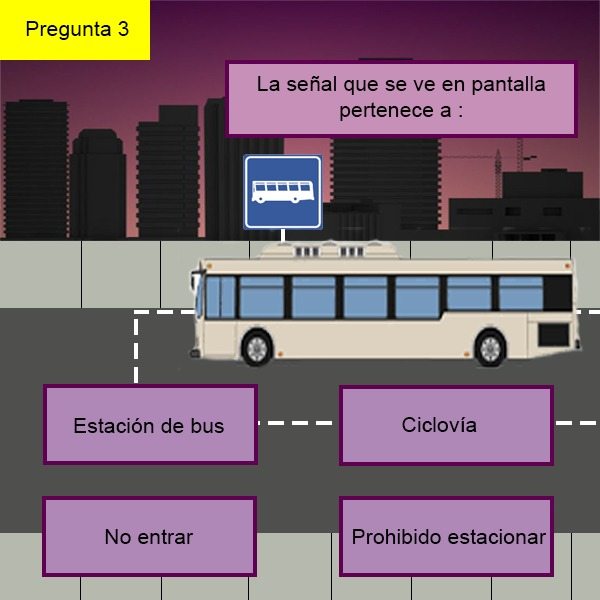 Pregunta 3
La señal que se ve en pantalla
pertenece a :
Estación de bus
Ciclovía
No entrar
Prohibido estacionar